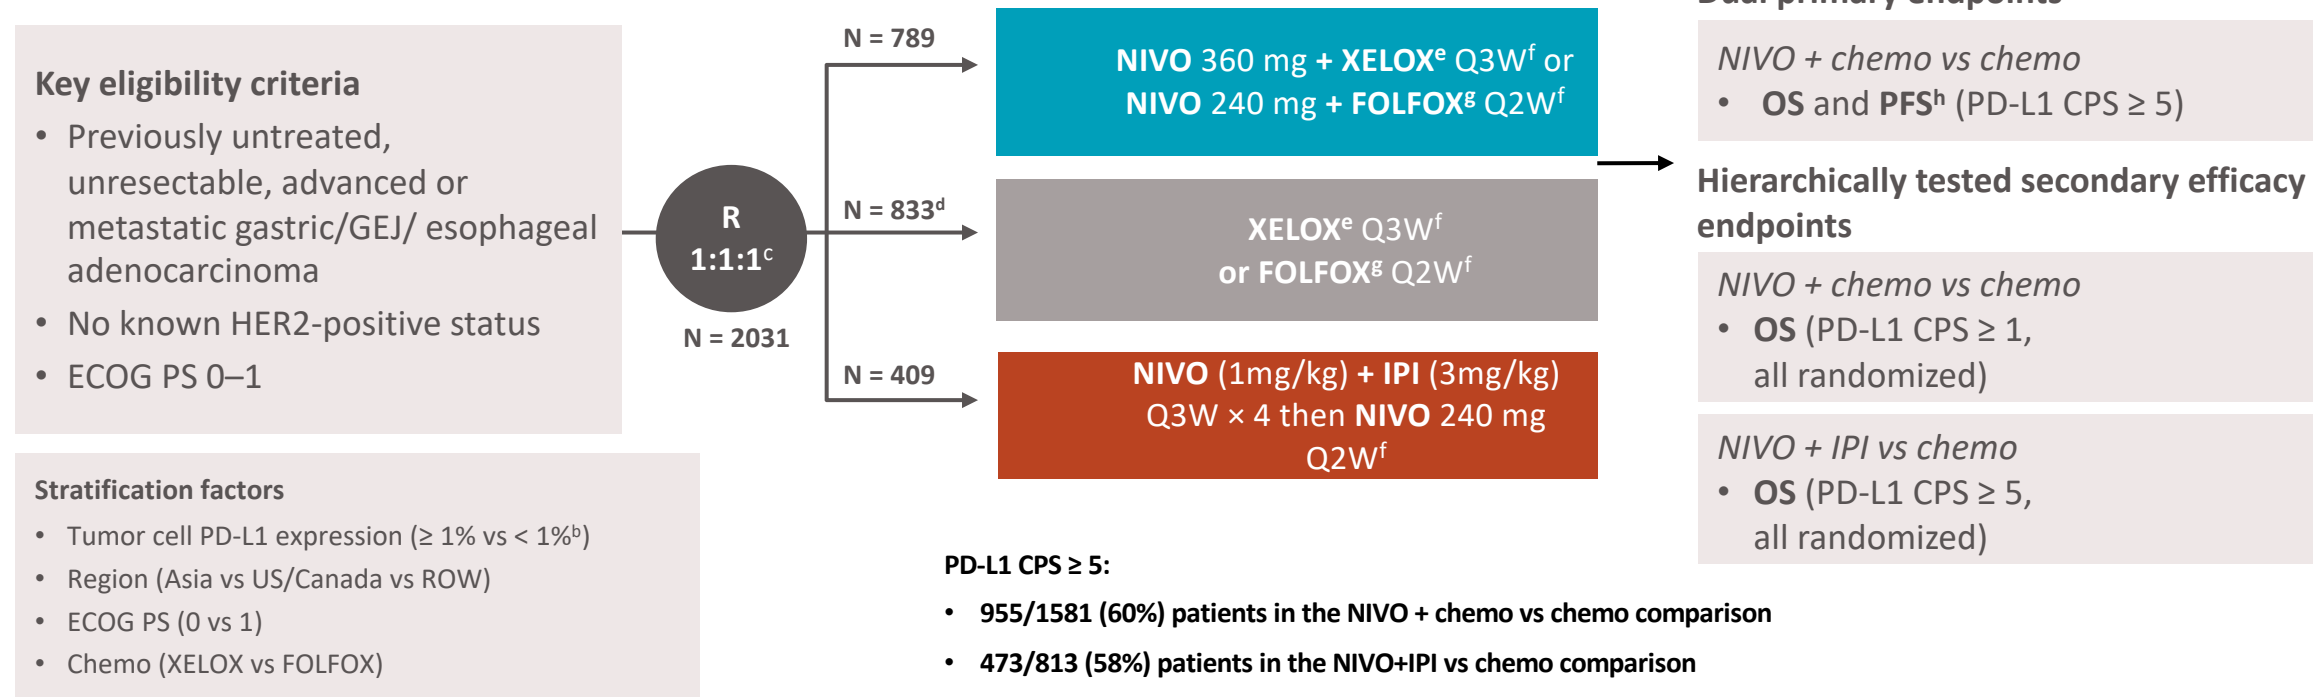 Key eligibility criteria
• Previously untreated,
unresectable, advanced or
metastatic gastric/GEJ/ esophageal
adenocarcinoma
• No known HER2-positive status
• ECOG PS 0–1
Stratification factors
• Tumor cell PD-L1 expression (≥ 1% vs < 1%ᵇ)
• Region (Asia vs US/Canada vs ROW)
• ECOG PS (0 vs 1)
• Chemo (XELOX vs FOLFOX)
R
1:1:1ᶜ
N = 2031
N = 789
N = 833ᵈ
N = 409
NIVO 360 mg + XELOXᵉ Q3Wᶠ or
NIVO 240 mg + FOLFOXᵍ Q2Wᶠ
XELOXᵉ Q3Wᶠ
or FOLFOXᵍ Q2Wᶠ
NIVO (1mg/kg) + IPI (3mg/kg)
Q3W × 4 then NIVO 240 mg
Q2Wᶠ
PD-L1 CPS ≥ 5:
• 955/1581 (60%) patients in the NIVO + chemo vs chemo comparison
• 473/813 (58%) patients in the NIVO+IPI vs chemo comparison
Dual primary endpoints
NIVO + chemo vs chemo
• OS and PFSʰ (PD-L1 CPS ≥ 5)
Hierarchically tested secondary efficacy
endpoints
NIVO + chemo vs chemo
• OS (PD-L1 CPS ≥ 1,
all randomized)
NIVO + IPI vs chemo
• OS (PD-L1 CPS ≥ 5,
all randomized)